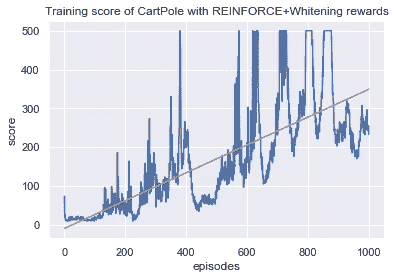 Training score of CartPole with REINFORCE+Whitening rewards
500
400
300
200
100
0
score
0 200 400 600 800 1000
episodes